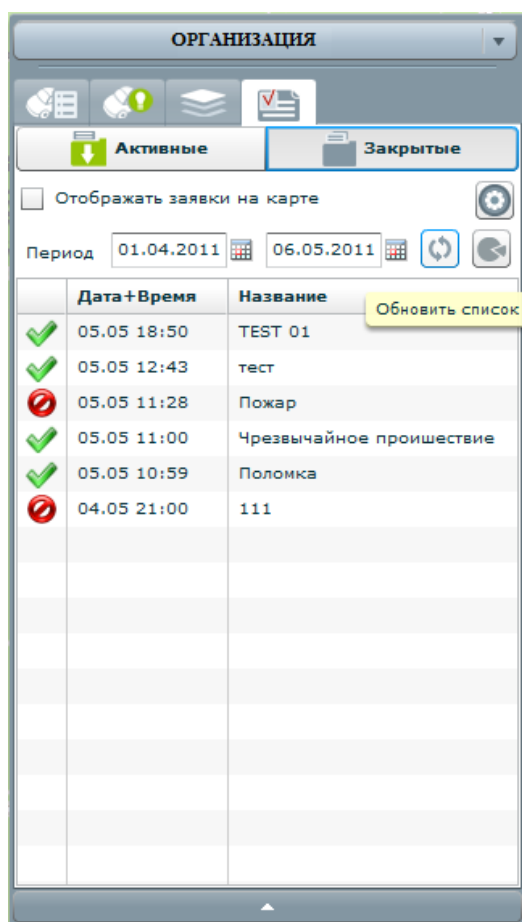 ОРГАНИЗАЦИЯ
Активные Закрытые
Отображать заявки на карте
Период 01.04.2011 06.05.2011
Дата+Время Название
Обновить список
05.05 18:50 TEST 01
05.05 12:43 тест
05.05 11:28 Пожар
05.05 11:00 Чрезвычайное проишествие
05.05 10:59 Поломка
04.05 21:00 111